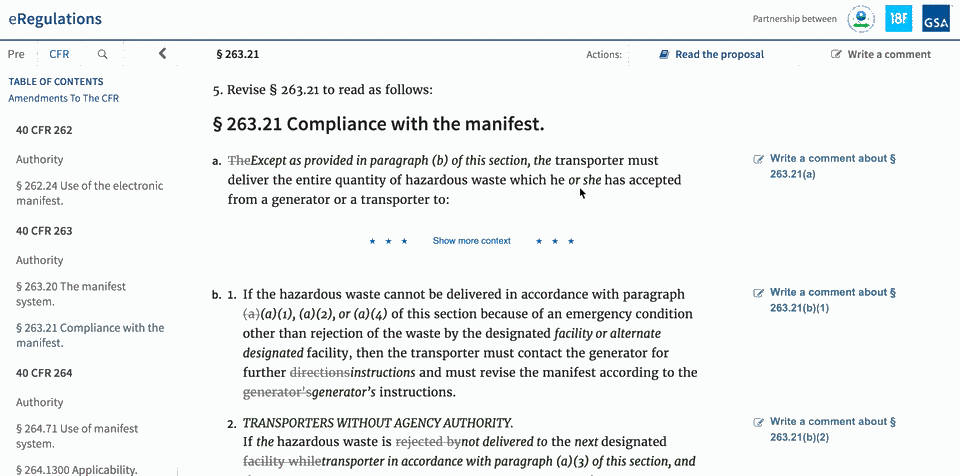 eRegulations
Partnership between
18F
GSA
Pre
CFR
§ 263.21
Actions:
Read the proposal
Write a comment
TABLE OF CONTENTS
Amendments To The CFR
40 CFR 262
Authority
§ 262.24 Use of the electronic
manifest.
40 CFR 263
Authority
§ 263.20 The manifest
system.
§ 263.21 Compliance with the
manifest.
40 CFR 264
Authority
§ 264.71 Use of manifest
system.
§ 264.1300 Applicability.
5. Revise § 263.21 to read as follows:
§ 263.21 Compliance with the manifest.
a. TheExcept as provided in paragraph (b) of this section, the transporter must
deliver the entire quantity of hazardous waste which he or she has accepted
from a generator or a transporter to:
★ ★ ★ Show more context ★ ★ ★
b. 1. If the hazardous waste cannot be delivered in accordance with paragraph
(a)(a)(1), (a)(2), or (a)(4) of this section because of an emergency condition
other than rejection of the waste by the designated facility or alternate
designated facility, then the transporter must contact the generator for
further directionsinstructions and must revise the manifest according to the
generator'sgenerator’s instructions.
2. TRANSPORTERS WITHOUT AGENCY AUTHORITY.
If the hazardous waste is rejected bynot delivered to the next designated
facility whiletransporter in accordance with paragraph (a)(3) of this section, and
Write a comment about §
263.21(a)
Write a comment about §
263.21(b)(1)
Write a comment about §
263.21(b)(2)